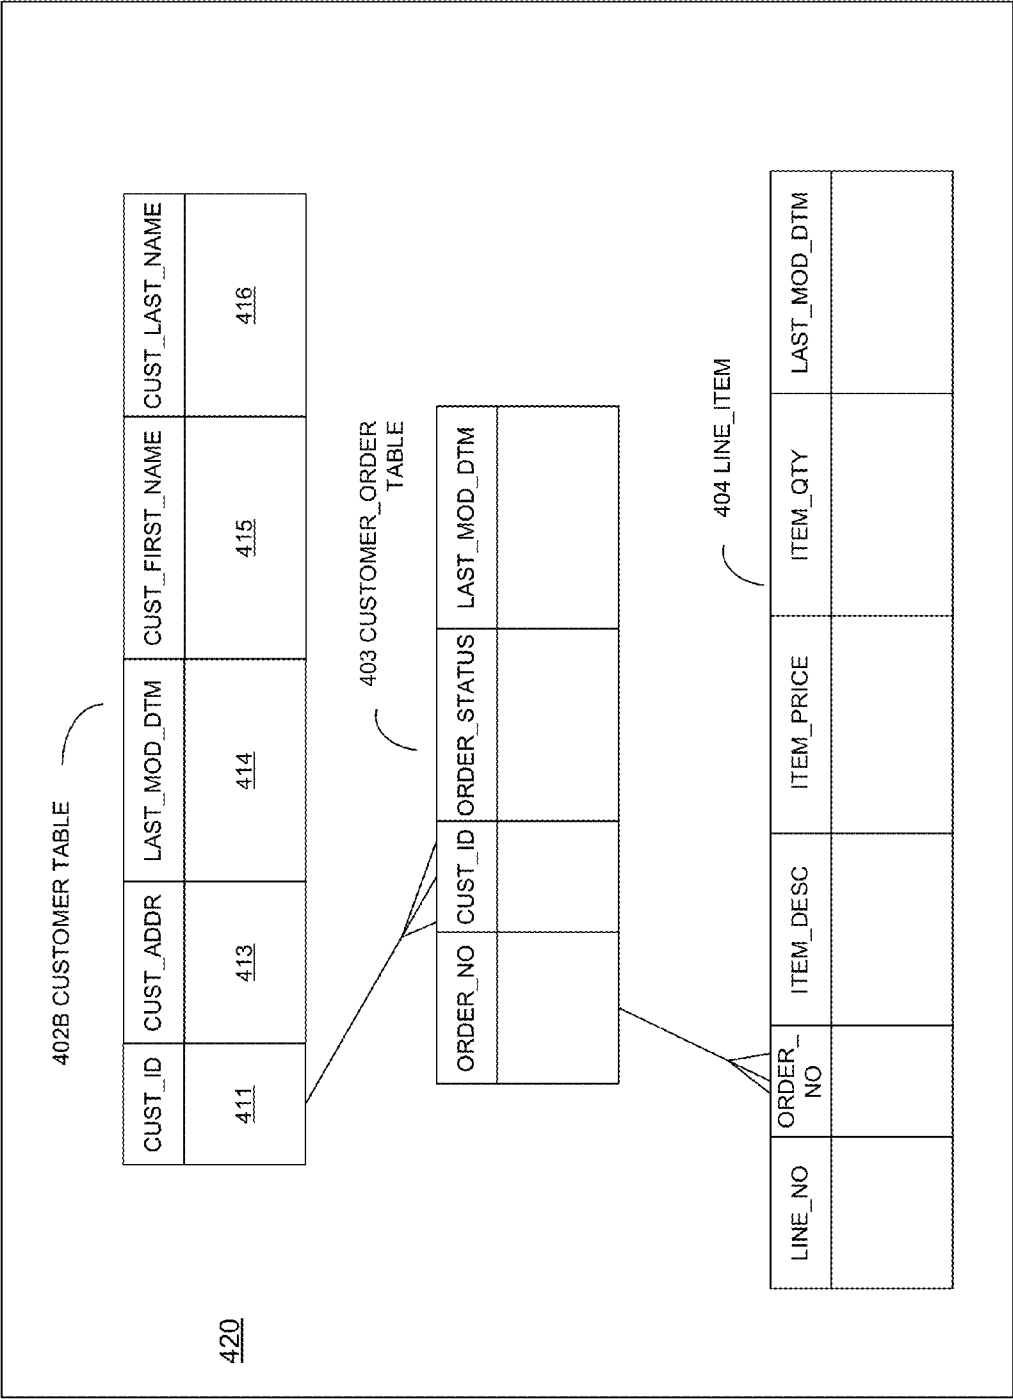 420
402B CUSTOMER TABLE
CUST_ID CUST_ADDR LAST_MOD_DTM CUST_FIRST_NAME CUST_LAST_NAME
411 413 414 415 416
403 CUSTOMER_ORDER
TABLE
ORDER_NO CUST_ID ORDER_STATUS LAST_MOD_DTM
404 LINE_ITEM
LINE_NO ORDER_
NO ITEM_DESC ITEM_PRICE ITEM_QTY LAST_MOD_DTM